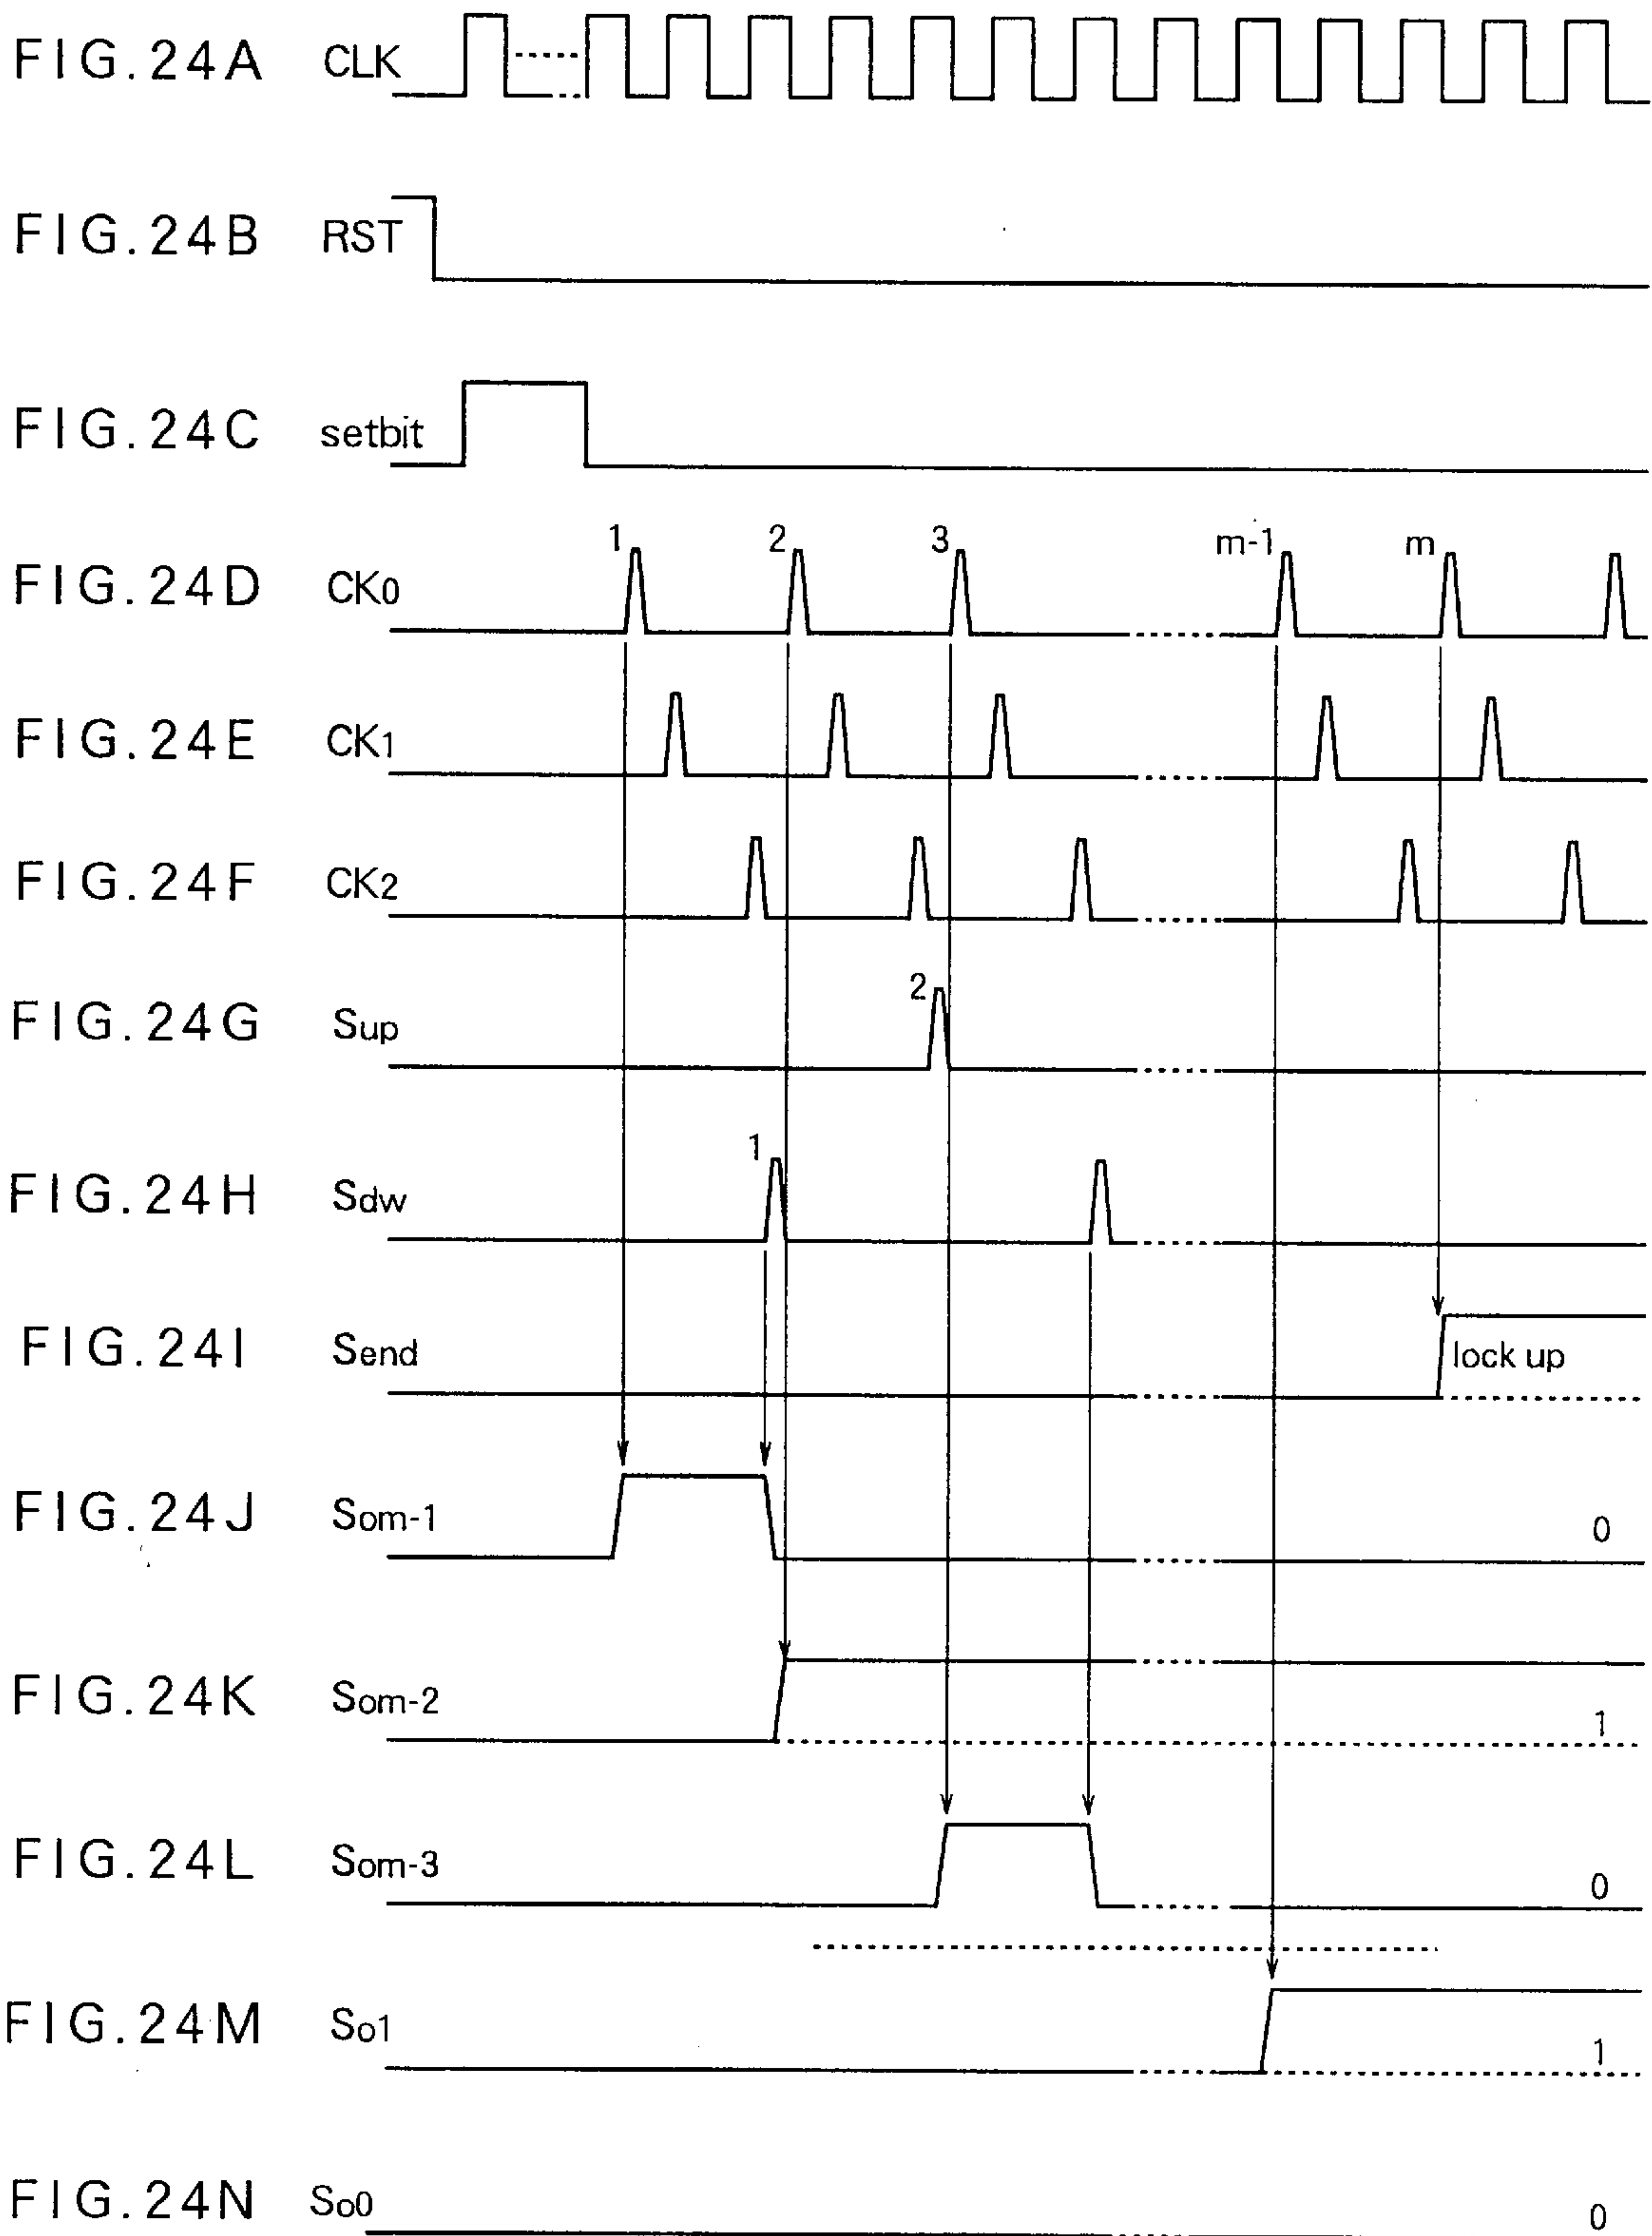 FIG.24A CLK
FIG.24B RST
FIG.24C setbit
1 2 3 m-1 m
FIG.24D CK0
FIG.24E CK1
FIG.24F CK2
2
FIG.24G Sup
1
FIG.24H Sdw
FIG.24I Send lock up
FIG.24J Som-1 0
FIG.24K Som-2 1
FIG.24L Som-3 0
FIG.24M So1 1
FIG.24N So0 0